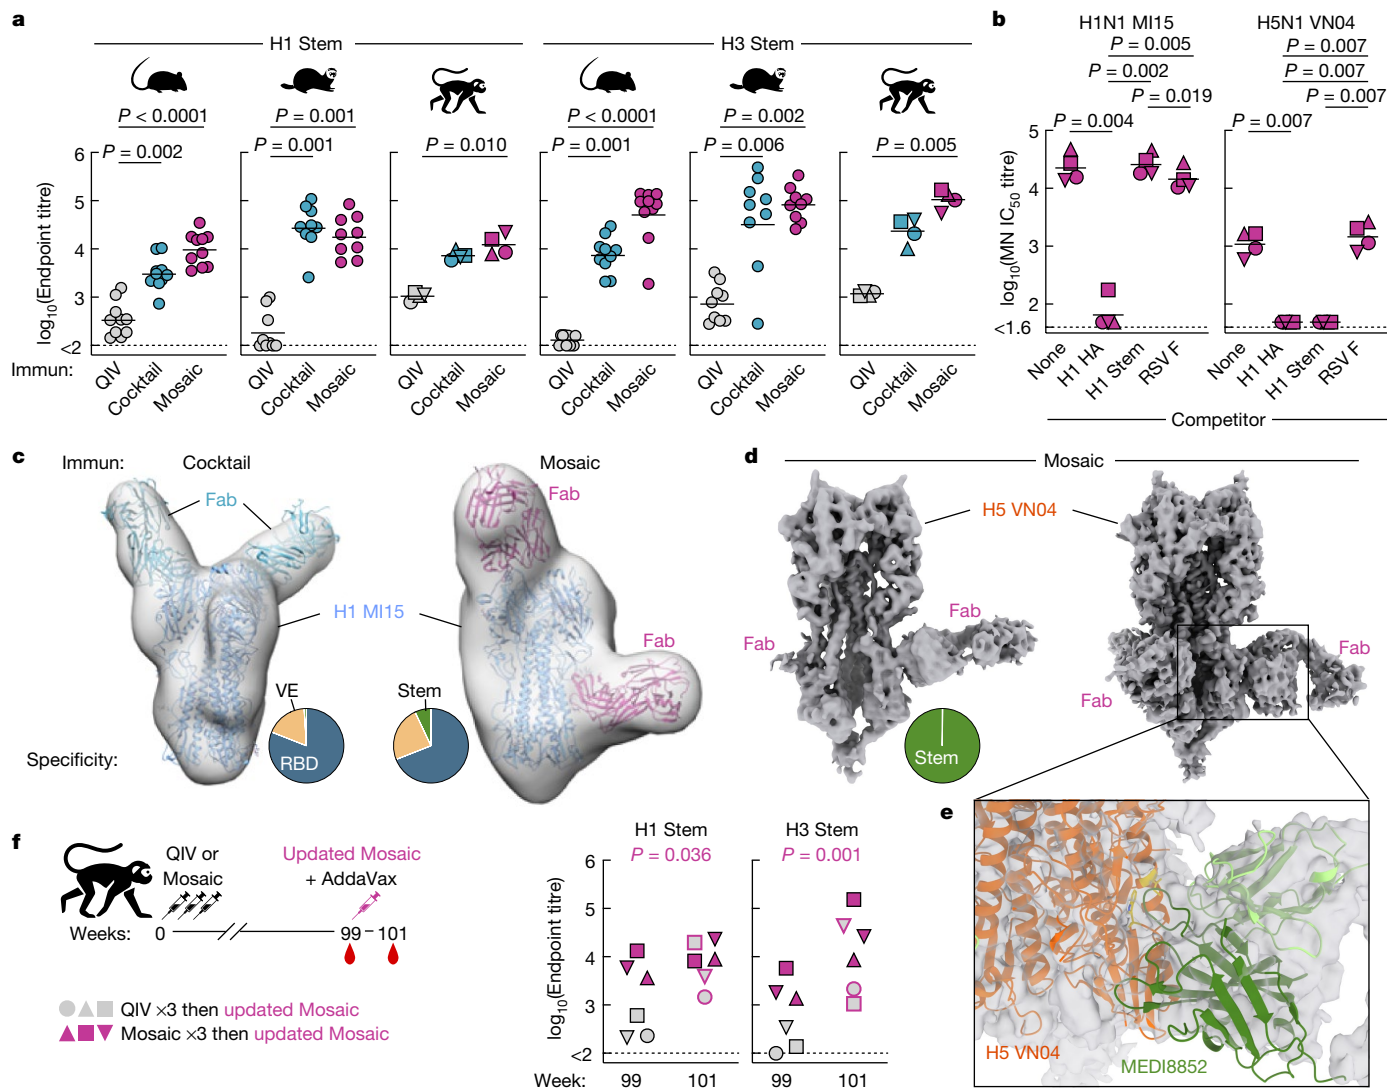 a
H1 Stem
H3 Stem
P < 0.0001
P = 0.002
P = 0.001
P = 0.001
P = 0.010
P < 0.0001
P = 0.001
P = 0.002
P = 0.006
P = 0.005
log10(Endpoint titre)
6
5
4
3
<2
Immun:
QIV
Cocktail
Mosaic
QIV
Cocktail
Mosaic
QIV
Cocktail
Mosaic
QIV
Cocktail
Mosaic
QIV
Cocktail
Mosaic
QIV
Cocktail
Mosaic
b
H1N1 MI15
H5N1 VN04
P = 0.005
P = 0.002
P = 0.019
P = 0.004
P = 0.007
P = 0.007
P = 0.007
P = 0.007
log10(MN IC50 titre)
5
4
3
2
<1.6
None
H1 HA
H1 Stem
RSV F
None
H1 HA
H1 Stem
RSV F
Competitor
c
Immun:
Cocktail
Mosaic
Fab
Fab
H1 MI15
Fab
VE
Stem
RBD
Specificity:
d
Mosaic
H5 VN04
Fab
Fab
Fab
Fab
Stem
e
H5 VN04
MEDI8852
f
QIV or
Mosaic
Updated Mosaic
+ AddaVax
Weeks:
0
99
101
QIV ×3 then updated Mosaic
Mosaic ×3 then updated Mosaic
H1 Stem
P = 0.036
H3 Stem
P = 0.001
log10(Endpoint titre)
6
5
4
3
<2
Week:
99
101
99
101